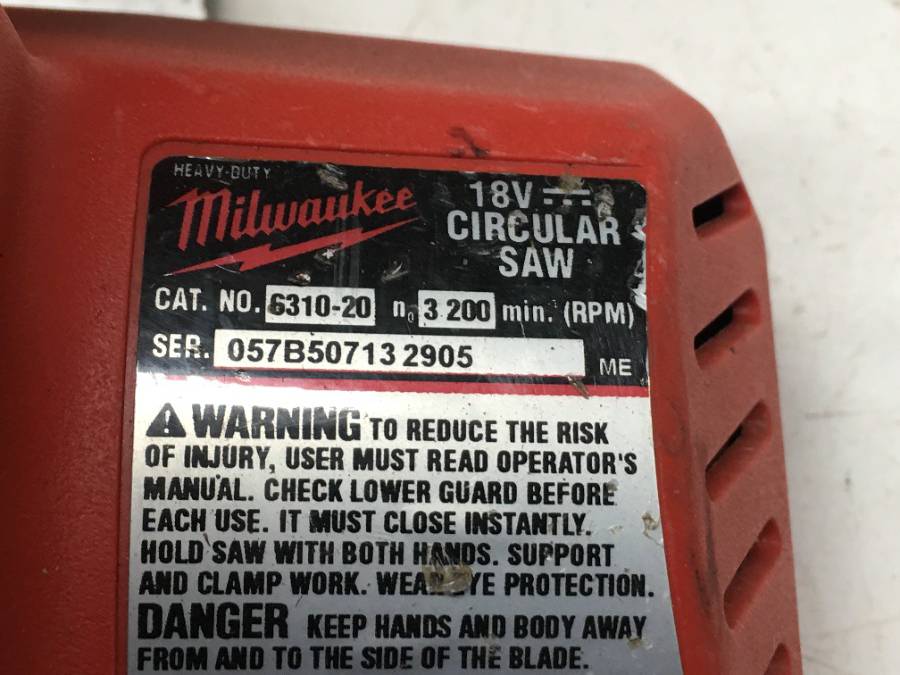 HEAVY-DUTY
Milwaukee
18V
CIRCULAR
SAW
CAT. NO. 6310-20 n0 3 200 min. (RPM)
SER. 057B50713 2905 ME
WARNING TO REDUCE THE RISK
OF INJURY, USER MUST READ OPERATOR'S
MANUAL. CHECK LOWER GUARD BEFORE
EACH USE. IT MUST CLOSE INSTANTLY.
HOLD SAW WITH BOTH HANDS. SUPPORT
AND CLAMP WORK. WEAR EYE PROTECTION.
DANGER KEEP HANDS AND BODY AWAY
FROM AND TO THE SIDE OF THE BLADE.